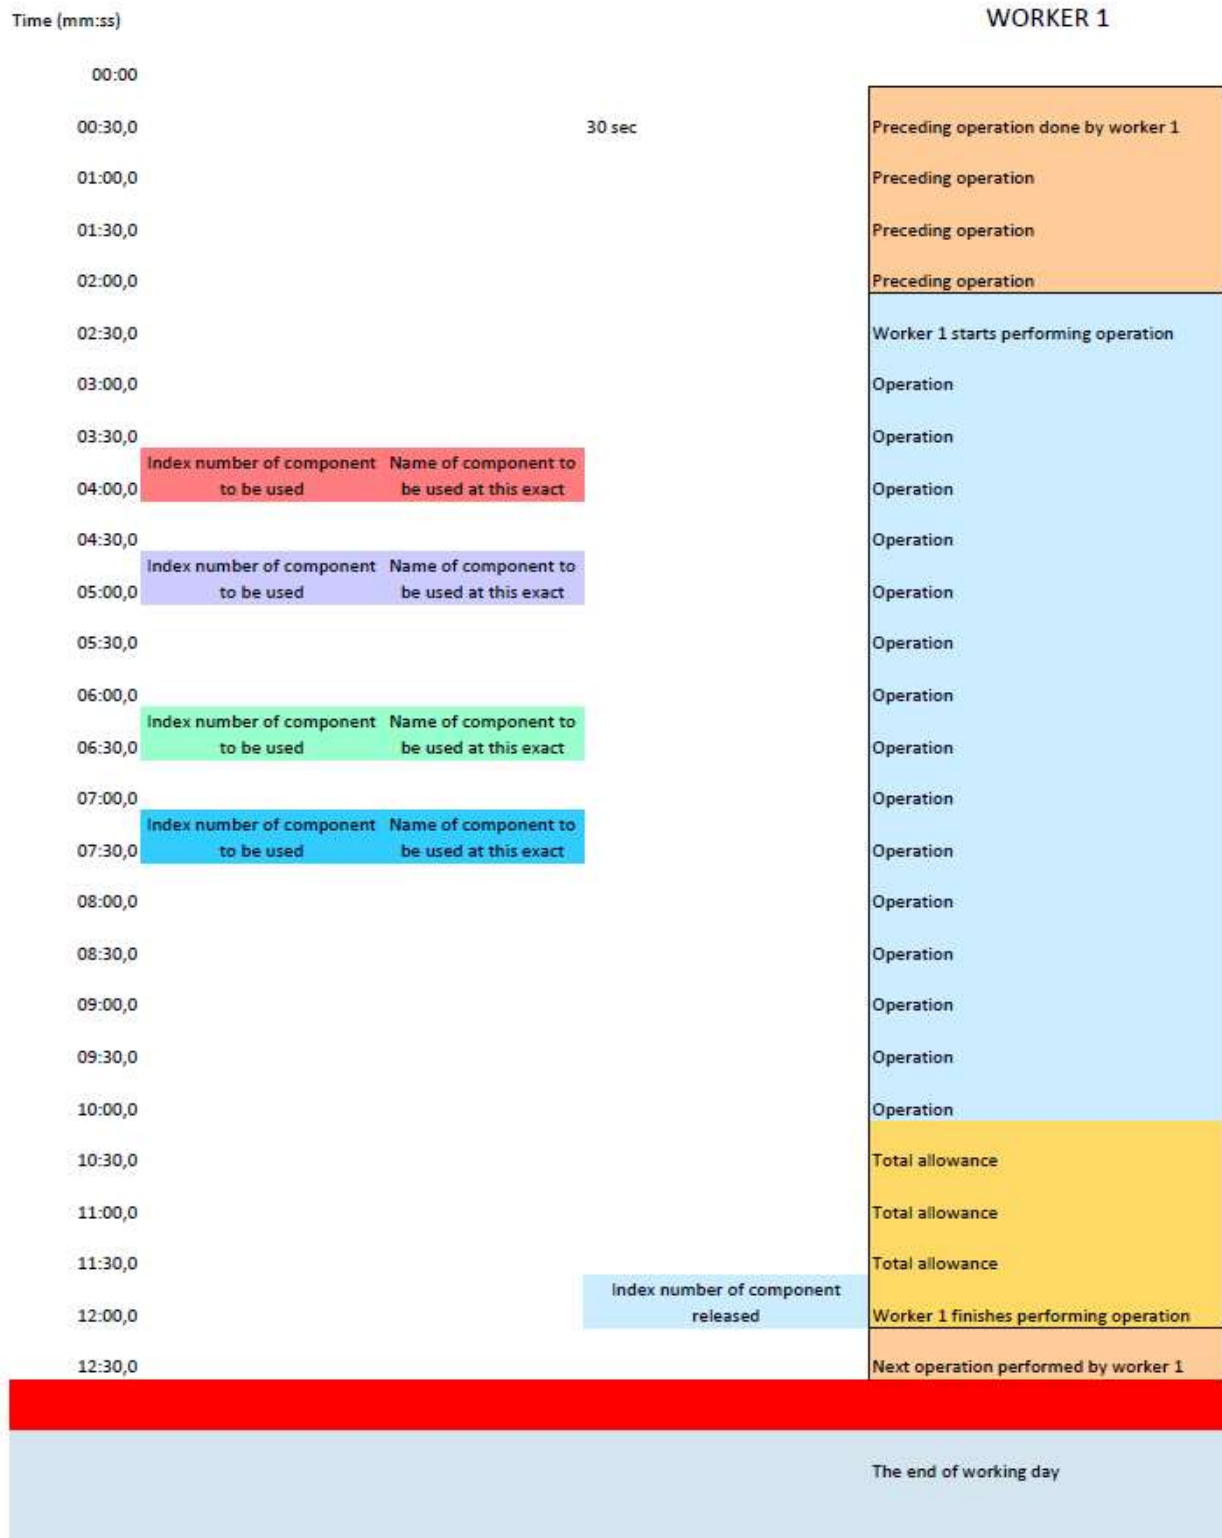 Time (mm:ss) WORKER 1
00:00
00:30,0 30 sec Preceding operation done by worker 1
01:00,0 Preceding operation
01:30,0 Preceding operation
02:00,0 Preceding operation
02:30,0 Worker 1 starts performing operation
03:00,0 Operation
03:30,0 Operation
Index number of component Name of component to
04:00,0 to be used be used at this exact Operation
04:30,0 Operation
Index number of component Name of component to
05:00,0 to be used be used at this exact Operation
05:30,0 Operation
06:00,0 Operation
Index number of component Name of component to
06:30,0 to be used be used at this exact Operation
07:00,0 Operation
Index number of component Name of component to
07:30,0 to be used be used at this exact Operation
08:00,0 Operation
08:30,0 Operation
09:00,0 Operation
09:30,0 Operation
10:00,0 Operation
10:30,0 Total allowance
11:00,0 Total allowance
11:30,0 Total allowance
Index number of component
12:00,0 released Worker 1 finishes performing operation
12:30,0 Next operation performed by worker 1
The end of working day